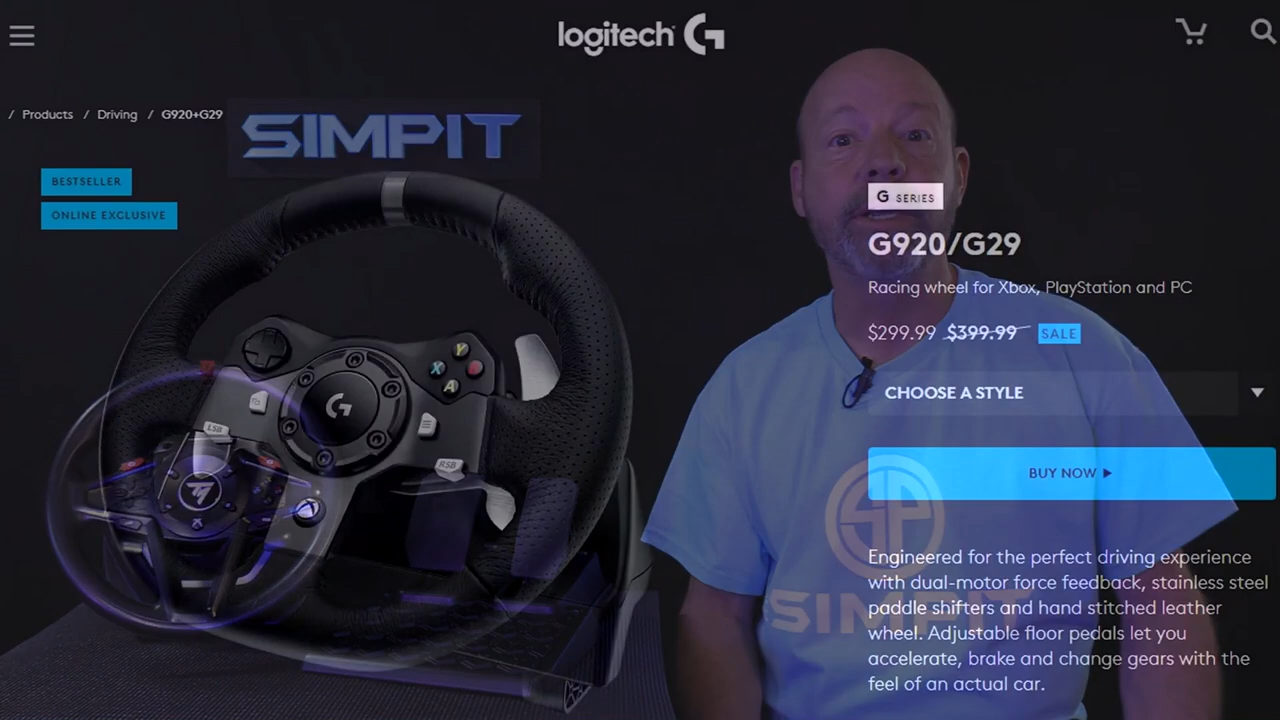 logitech G
/ Products / Driving / G920+G29
SIMPIT
BESTSELLER
ONLINE EXCLUSIVE
G SERIES
G920/G29
Racing wheel for Xbox, PlayStation and PC
$299.99 $399.99 SALE
CHOOSE A STYLE
BUY NOW
Engineered for the perfect driving experience
with dual-motor force feedback, stainless steel
paddle shifters and hand stitched leather
wheel. Adjustable floor pedals let you
accelerate, brake and change gears with the
feel of an actual car.
Y
X
B
A
LSB
RSB
SP
SIMPIT